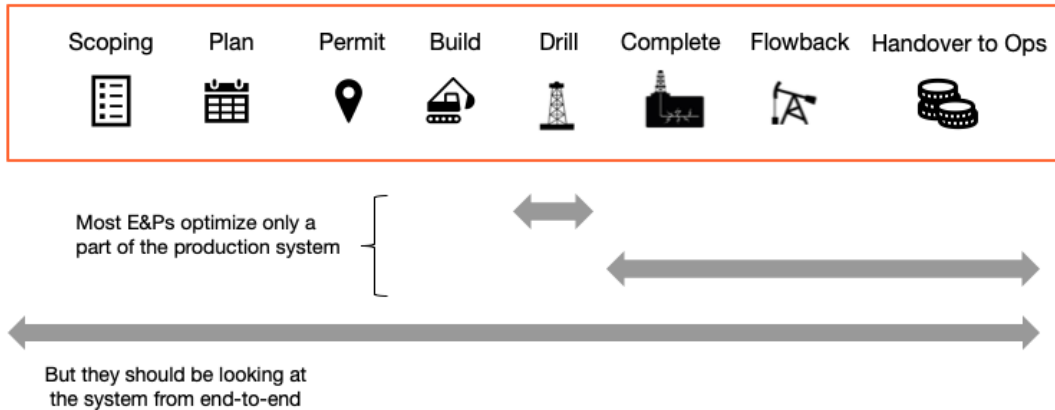 Scoping Plan Permit Build Drill Complete Flowback Handover to Ops
Most E&Ps optimize only a
part of the production system
But they should be looking at
the system from end-to-end